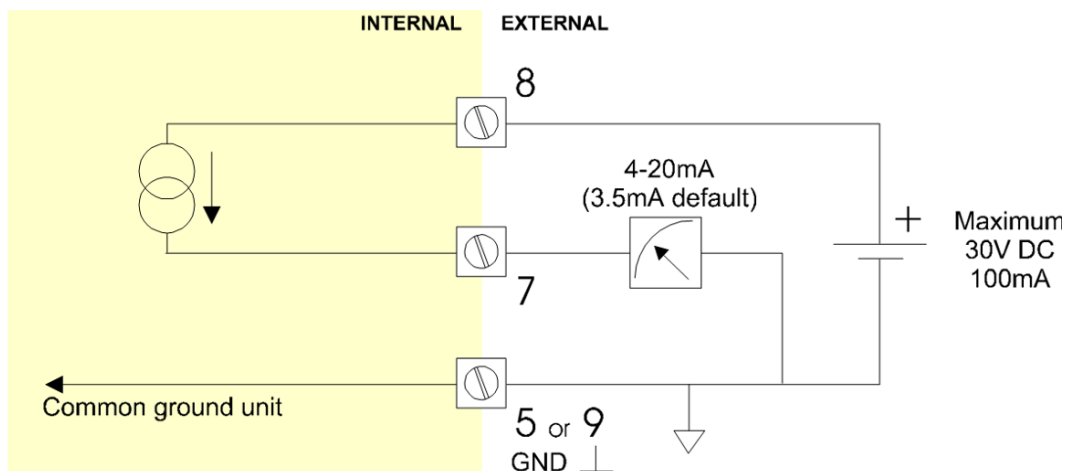 INTERNAL EXTERNAL
8
4-20mA
(3.5mA default)
+
Maximum
30V DC
100mA
7
Common ground unit
5 or 9
GND